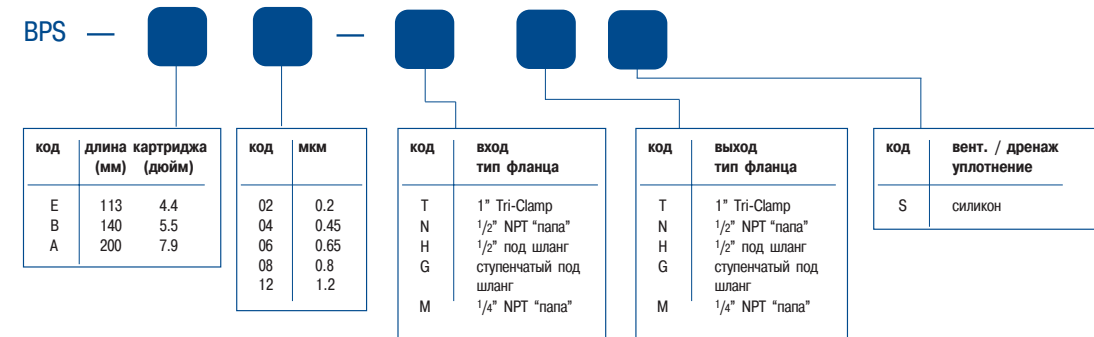 BPS — —
код длина картриджа
(мм) (дюйм)
E 113 4.4
B 140 5.5
A 200 7.9
код мкм
02 0.2
04 0.45
06 0.65
08 0.8
12 1.2
код вход
тип фланца
T 1” Tri-Clamp
N 1/2” NPT “папа”
H 1/2” под шланг
G ступенчатый под
шланг
M 1/4” NPT “папа”
код выход
тип фланца
T 1” Tri-Clamp
N 1/2” NPT “папа”
H 1/2” под шланг
G ступенчатый под
шланг
M 1/4” NPT “папа”
код вент. / дренаж
уплотнение
S силикон